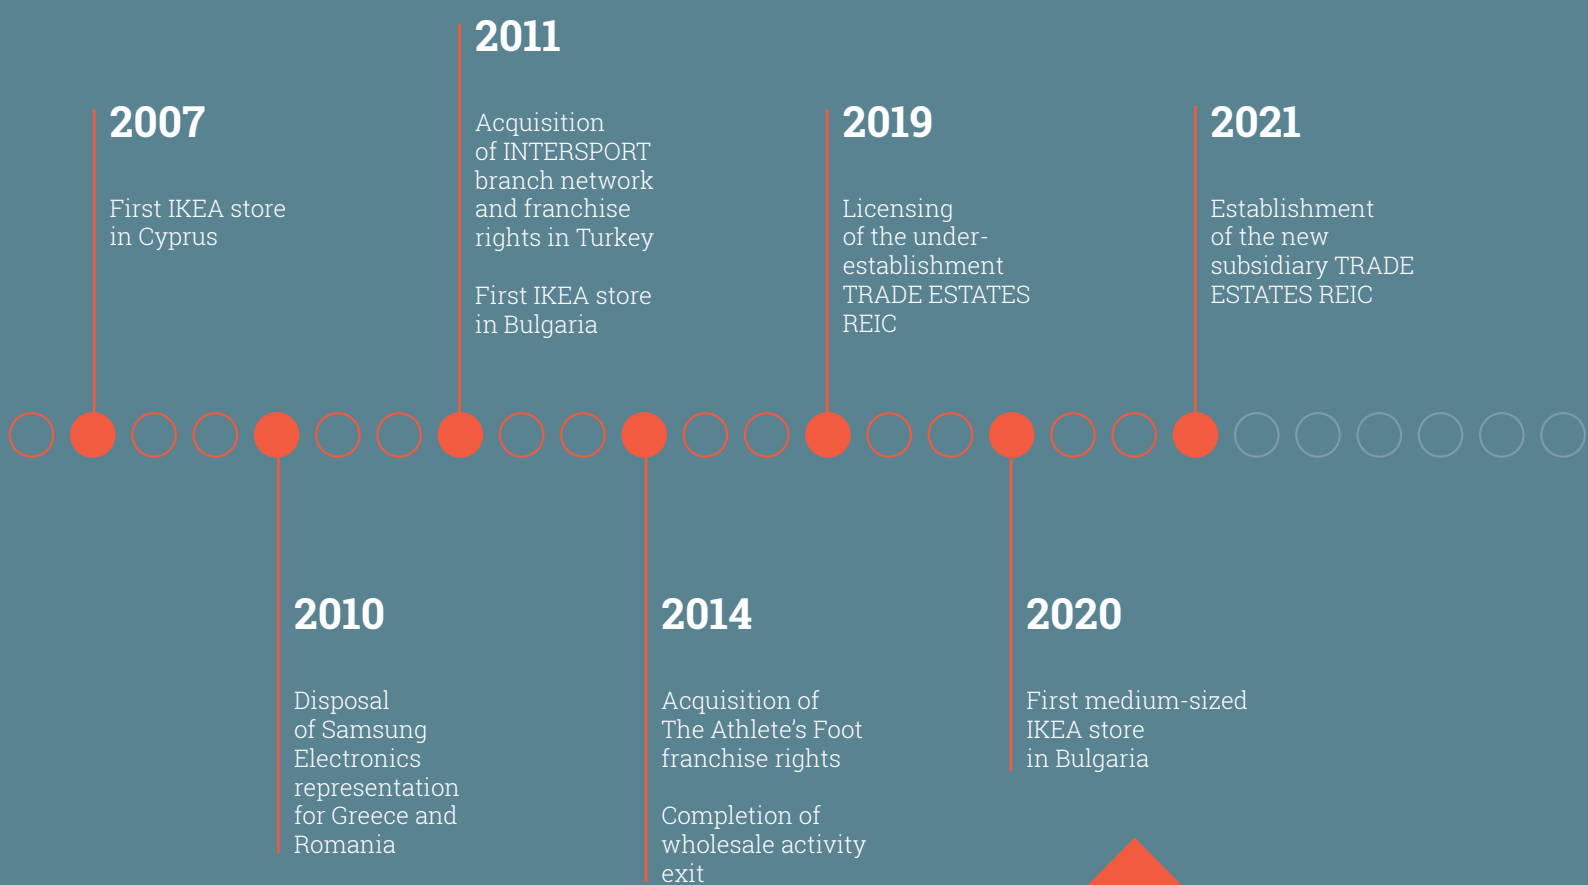 2007
First IKEA store
in Cyprus
2011
Acquisition
of INTERSPORT
branch network
and franchise
rights in Turkey
First IKEA store
in Bulgaria
2019
Licensing
of the under-
establishment
TRADE ESTATES
REIC
2021
Establishment
of the new
subsidiary TRADE
ESTATES REIC
2010
Disposal
of Samsung
Electronics
representation
for Greece and
Romania
2014
Acquisition of
The Athlete’s Foot
franchise rights
Completion of
wholesale activity
exit
2020
First medium-sized
IKEA store
in Bulgaria